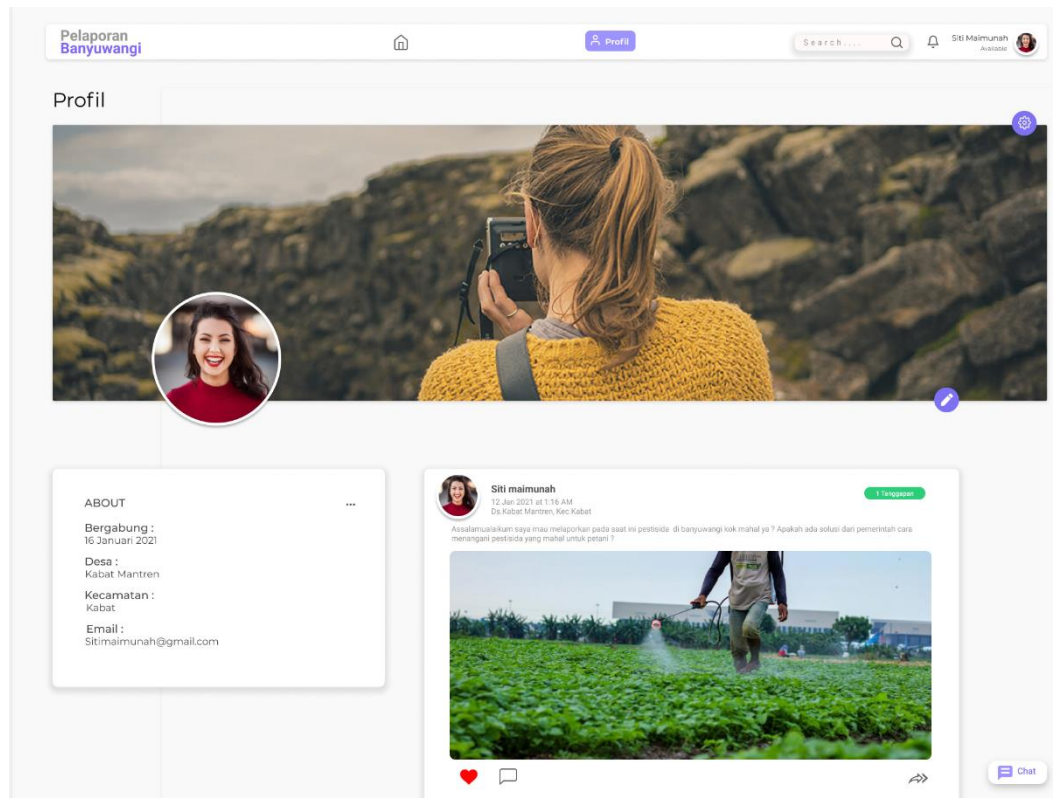 Pelaporan
Banyuwangi
Profil
Search....
Siti Maimunah
Available
Profil
ABOUT
...
Bergabung :
16 Januari 2021
Desa :
Kabat Mantren
Kecamatan :
Kabat
Email :
Sitimaimunah@gmail.com
Siti maimunah
12 Jan 2021 at 1:16 AM
Ds.Kabat Mantren, Kec Kabat
1 Tanggapan
Assalamualaikum saya mau melaporkan pada saat ini pestiside di banyuwangi kok mahal ya ? Apakah ada solusi dari pemerintah cara
menangani pestisida yang mahal untuk petani ?
Chat